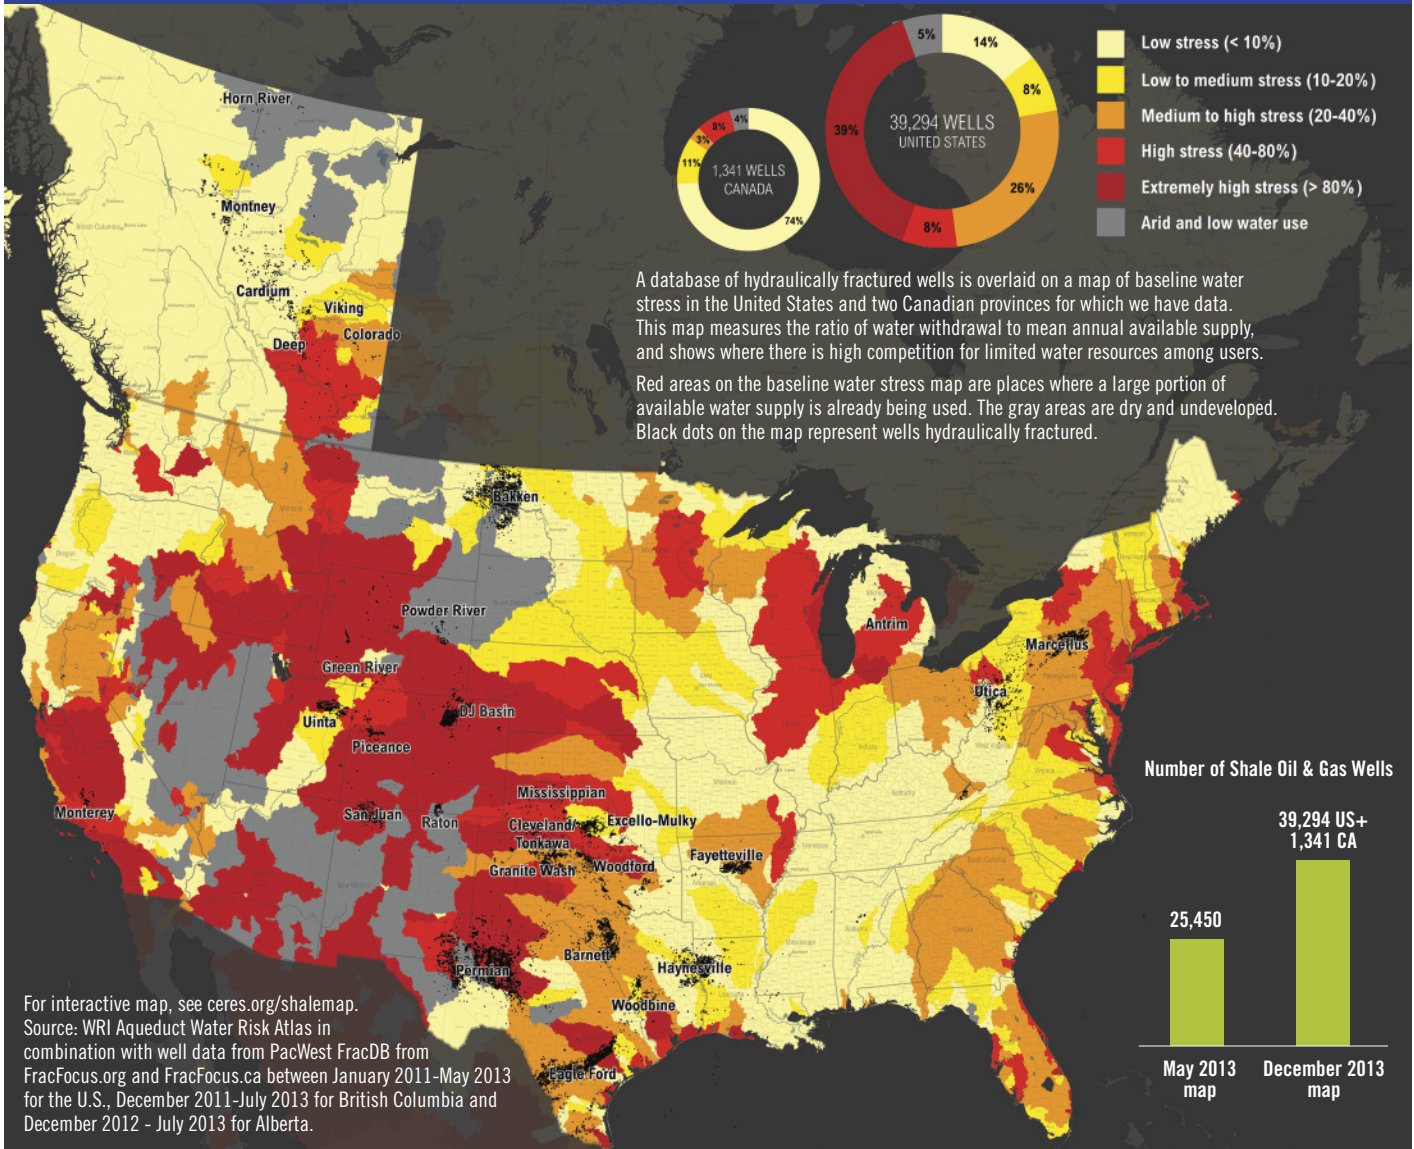 5%
14%
8%
26%
8%
39%
39,294 WELLS
UNITED STATES
4%
8%
3%
11%
74%
1,341 WELLS
CANADA
Low stress (< 10%)
Low to medium stress (10-20%)
Medium to high stress (20-40%)
High stress (40-80%)
Extremely high stress (> 80%)
Arid and low water use
A database of hydraulically fractured wells is overlaid on a map of baseline water
stress in the United States and two Canadian provinces for which we have data.
This map measures the ratio of water withdrawal to mean annual available supply,
and shows where there is high competition for limited water resources among users.
Red areas on the baseline water stress map are places where a large portion of
available water supply is already being used. The gray areas are dry and undeveloped.
Black dots on the map represent wells hydraulically fractured.
Horn River
Montney
British Columbia
Cardium
Viking
Colorado
Deep
Bakken
Powder River
Antrim
Marcellus
Green River
Utica
Uinta
DJ Basin
Piceance
Monterey
San Juan
Raton
Mississippian
Cleveland/
Tonkawa
Excello-Mulky
Granite Wash
Woodford
Fayetteville
Permian
Barnett
Haynesville
Woodbine
Eagle Ford
Number of Shale Oil & Gas Wells
39,294 US+
1,341 CA
25,450
May 2013
map
December 2013
map
For interactive map, see ceres.org/shalemap.
Source: WRI Aqueduct Water Risk Atlas in
combination with well data from PacWest FracDB from
FracFocus.org and FracFocus.ca between January 2011-May 2013
for the U.S., December 2011-July 2013 for British Columbia and
December 2012 - July 2013 for Alberta.